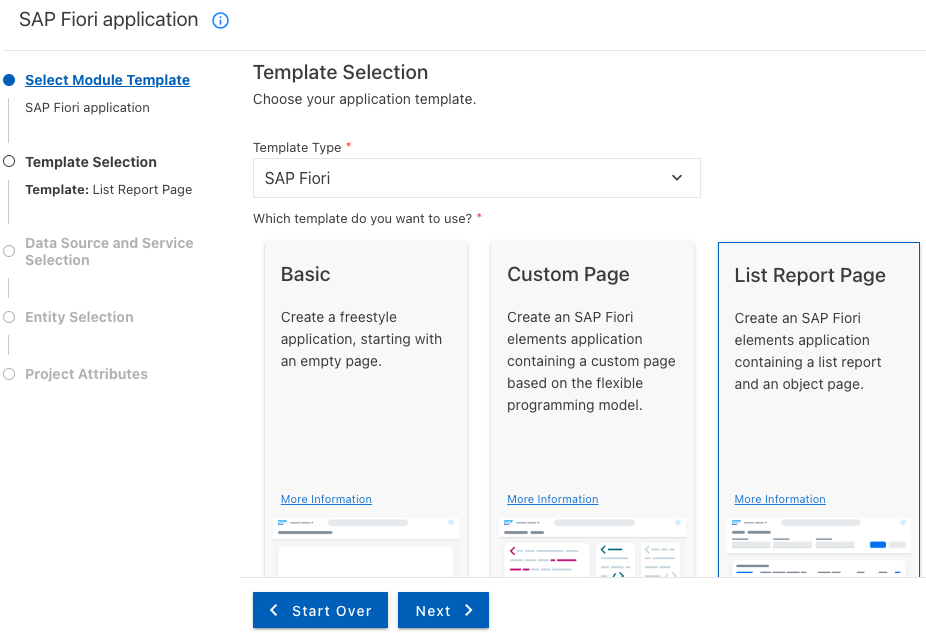 SAP Fiori application
Select Module Template
SAP Fiori application
Template Selection
Template: List Report Page
Data Source and Service
Selection
Entity Selection
Project Attributes
Template Selection
Choose your application template.
Template Type *
SAP Fiori
Which template do you want to use? *
Basic
Create a freestyle
application, starting with
an empty page.
More Information
Custom Page
Create an SAP Fiori
elements application
containing a custom page
based on the flexible
programming model.
More Information
List Report Page
Create an SAP Fiori
elements application
containing a list report
and an object page.
More Information
Start Over
Next